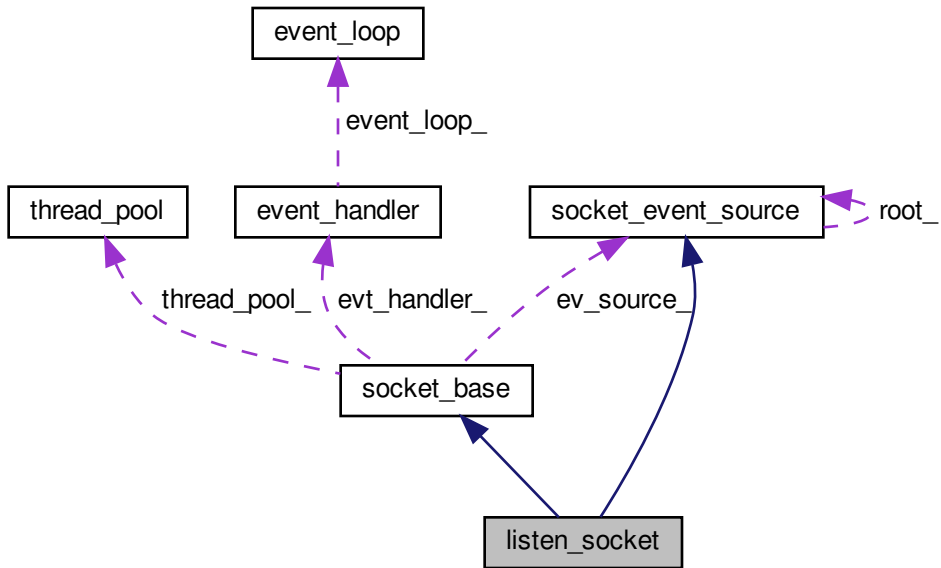 event_loop
event_loop_
thread_pool
event_handler
socket_event_source
root_
thread_pool_
evt_handler_
ev_source_
socket_base
listen_socket